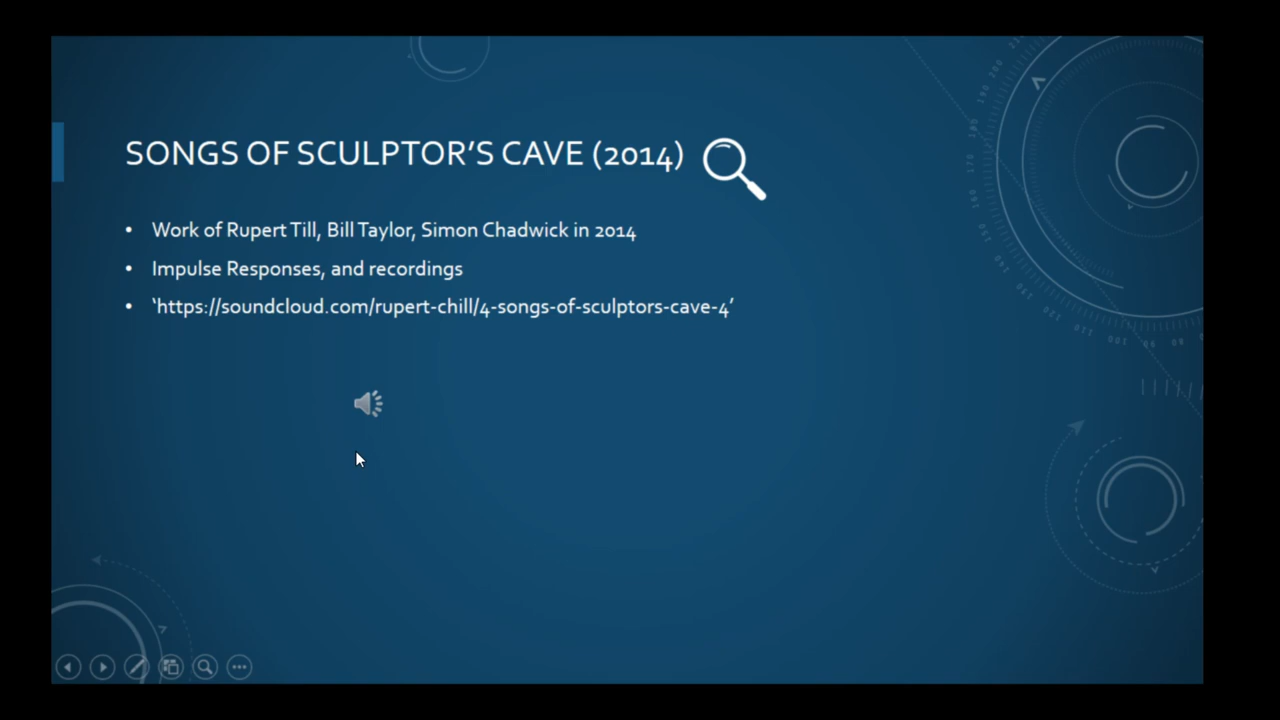 SONGS OF SCULPTOR'S CAVE (2014)
• Work of Rupert Till, Bill Taylor, Simon Chadwick in 2014
• Impulse Responses, and recordings
• ‘https://soundcloud.com/rupert-chill/4-songs-of-sculptors-cave-4’